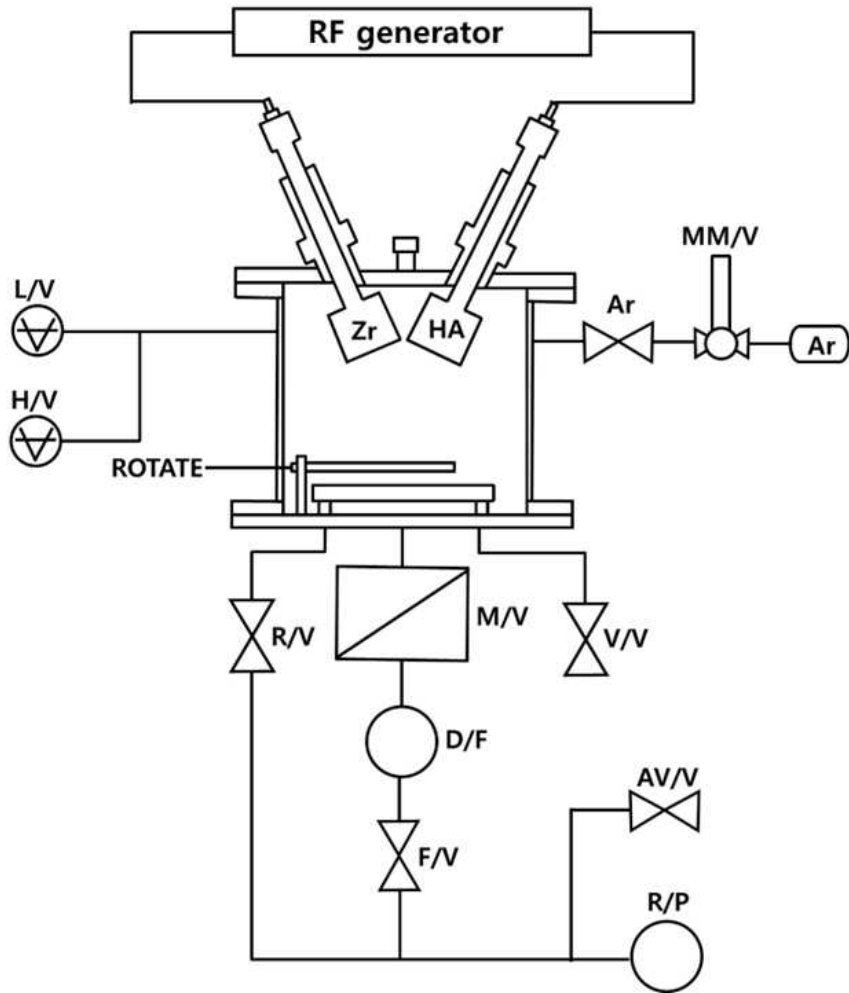 RF generator
MM/V
L/V
Ar
Zr
HA
Ar
H/V
ROTATE
R/V
M/V
V/V
D/F
AV/V
F/V
R/P